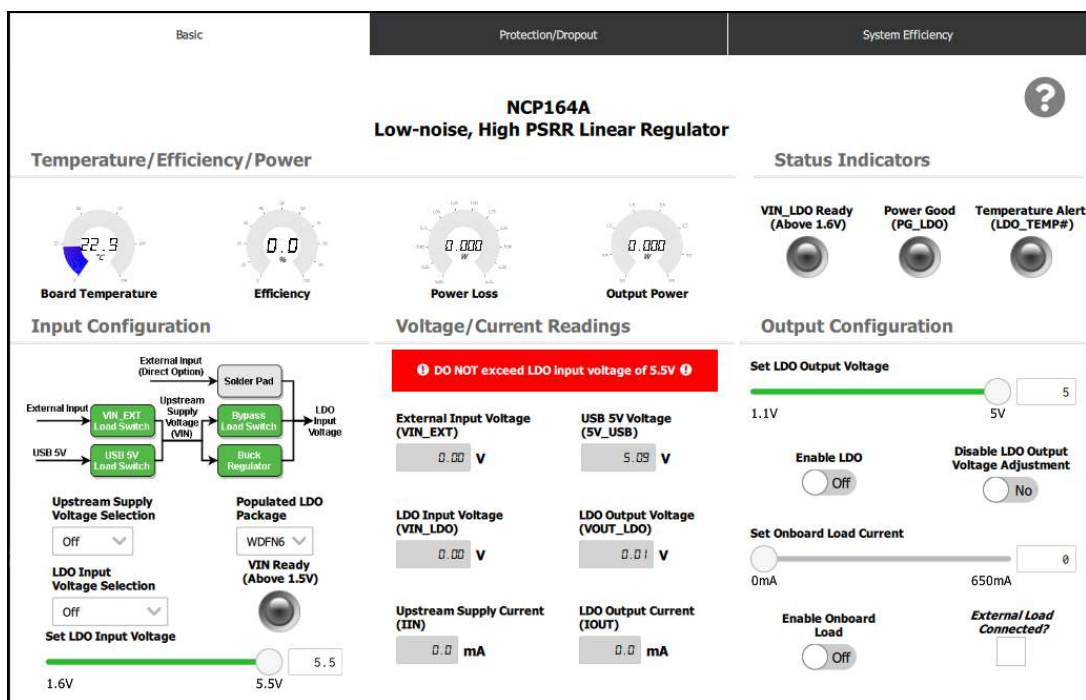 Basic
Protection/Dropout
System Efficiency
NCP164A
Low-noise, High PSRR Linear Regulator
?
Temperature/Efficiency/Power
Status Indicators
22.9
°C
Board Temperature
0.0
%
Efficiency
0.000
W
Power Loss
0.000
W
Output Power
VIN_LDO Ready
(Above 1.6V)
Power Good
(PG_LDO)
Temperature Alert
(LDO_TEMP#)
Input Configuration
External Input
(Direct Option)
Solder Pad
External Input
VIN_EXT
Load Switch
Upstream
Supply
Voltage
(VIN)
Bypass
Load Switch
LDO
Input
Voltage
USB 5V
USB 5V
Load Switch
Buck
Regulator
Upstream Supply
Voltage Selection
Off
Populated LDO
Package
WDFN6
LDO Input
Voltage Selection
Off
VIN Ready
(Above 1.5V)
Set LDO Input Voltage
5.5
1.6V
5.5V
Voltage/Current Readings
! DO NOT exceed LDO input voltage of 5.5V !
External Input Voltage
(VIN_EXT)
0.00 V
USB 5V Voltage
(5V_USB)
5.09 V
LDO Input Voltage
(VIN_LDO)
0.00 V
LDO Output Voltage
(VOUT_LDO)
0.01 V
Upstream Supply Current
(IIN)
0.0 mA
LDO Output Current
(IOUT)
0.0 mA
Output Configuration
Set LDO Output Voltage
5
1.1V
5V
Enable LDO
Off
Disable LDO Output
Voltage Adjustment
No
Set Onboard Load Current
0
0mA
650mA
Enable Onboard
Load
Off
External Load
Connected?